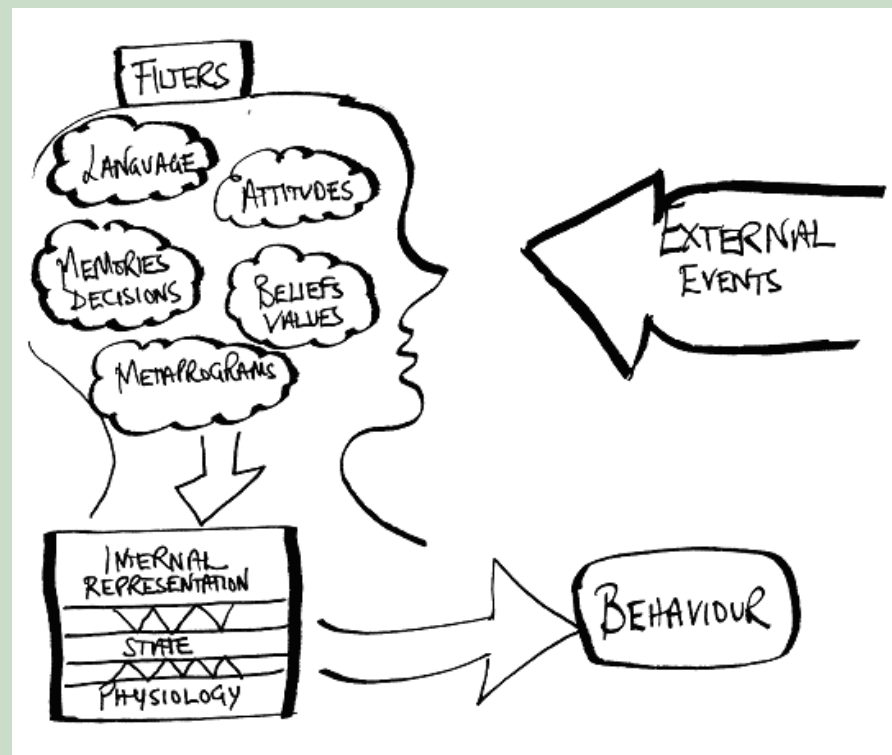 FILTERS
LANGUAGE
ATTITUDES
MEMORIES
DECISIONS
BELIEFS
VALUES
METAPROGRAMS
EXTERNAL
EVENTS
INTERNAL
REPRESENTATION
STATE
PHYSIOLOGY
BEHAVIOUR